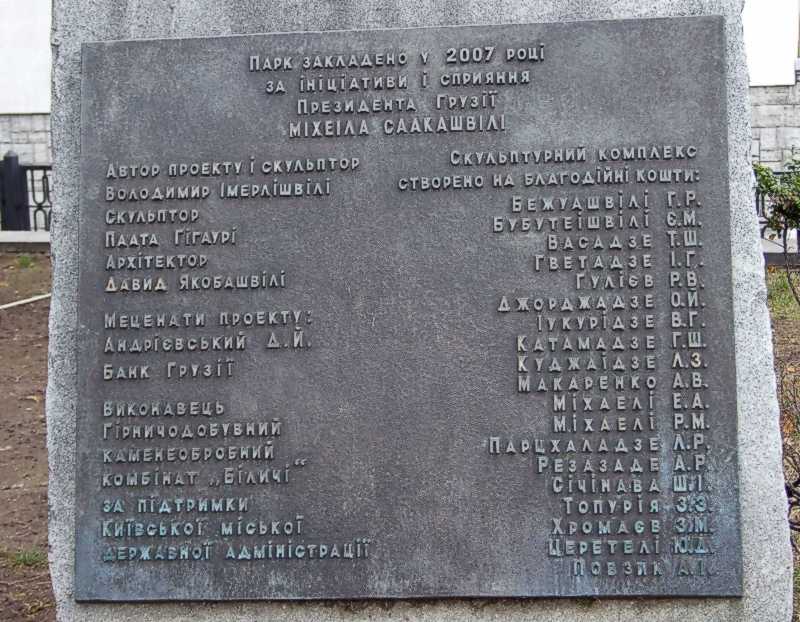 Парк закладено у 2007 році
за ініціативи і сприяння
Президента Грузії
Міхеіла Саакашвілі
Автор проекту і скульптор
Володимир Імерлішвілі
Скульптор
Паата Гігаурі
Архітектор
Давид Якобашвілі
Меценати проекту:
Андрієвський Д.Й.
Банк Грузії
Виконавець
Гірничодобувний
каменеобробний
комбінат „Біличі“
за підтримки
Київської міської
державної адміністрації
Скульптурний комплекс
створено на благодійні кошти:
Бежуашвілі Г.Р.
Бубутеішвілі Є.М.
Васадзе Т.Ш.
Гветадзе І.Г.
Гулієв Р.В.
Джорджадзе О.Й.
Іукурідзе В.Г.
Катамадзе Г.Ш.
Куджаідзе Л.З.
Макаренко А.В.
Міхаелі Е.А.
Міхаелі Р.М.
Парцхаладзе Л.Р.
Резазаде А.Р.
Січінава Ш.І.
Топурія З.З.
Хромаєв З.М.
Церетелі Ю.Д.
Повзик А.І.